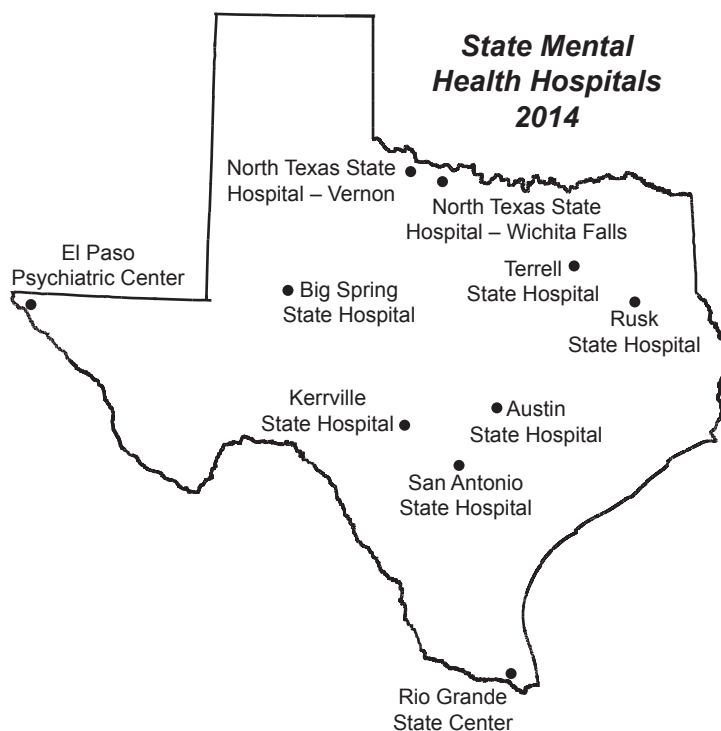 State Mental
Health Hospitals
2014
North Texas State
Hospital – Vernon
North Texas State
Hospital – Wichita Falls
El Paso
Psychiatric Center
Terrell
State Hospital
Big Spring
State Hospital
Rusk
State Hospital
Kerrville
State Hospital
Austin
State Hospital
San Antonio
State Hospital
Rio Grande
State Center